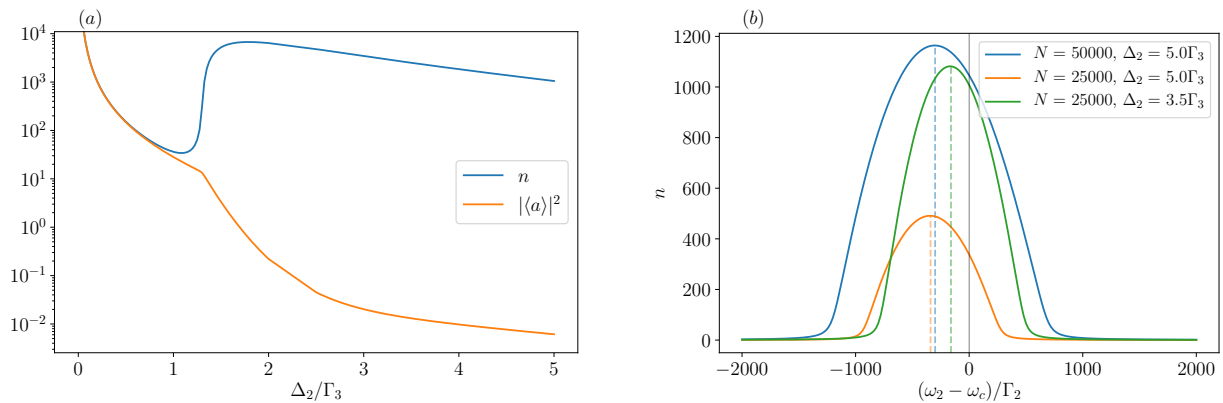 (a)
10^4
10^3
10^2
10^1
10^0
10^{-1}
10^{-2}
n
|⟨a⟩|^2
0 1 2 3 4 5
Δ_2/Γ_3
(b)
1200
1000
800
600
400
200
0
n
N = 50000, Δ_2 = 5.0Γ_3
N = 25000, Δ_2 = 5.0Γ_3
N = 25000, Δ_2 = 3.5Γ_3
−2000 −1000 0 1000 2000
(ω_2 − ω_c)/Γ_2